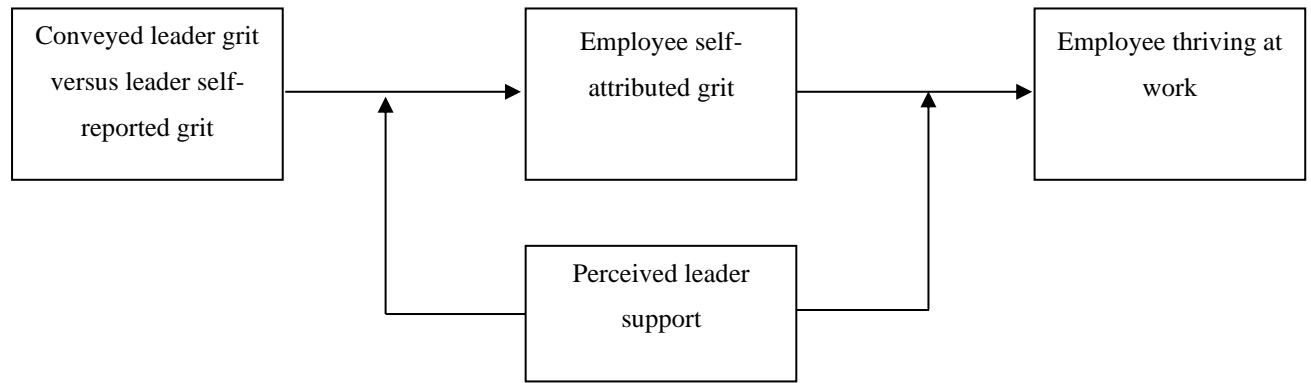 Conveyed leader grit
versus leader self-
reported grit
Employee self-
attributed grit
Employee thriving at
work
Perceived leader
support